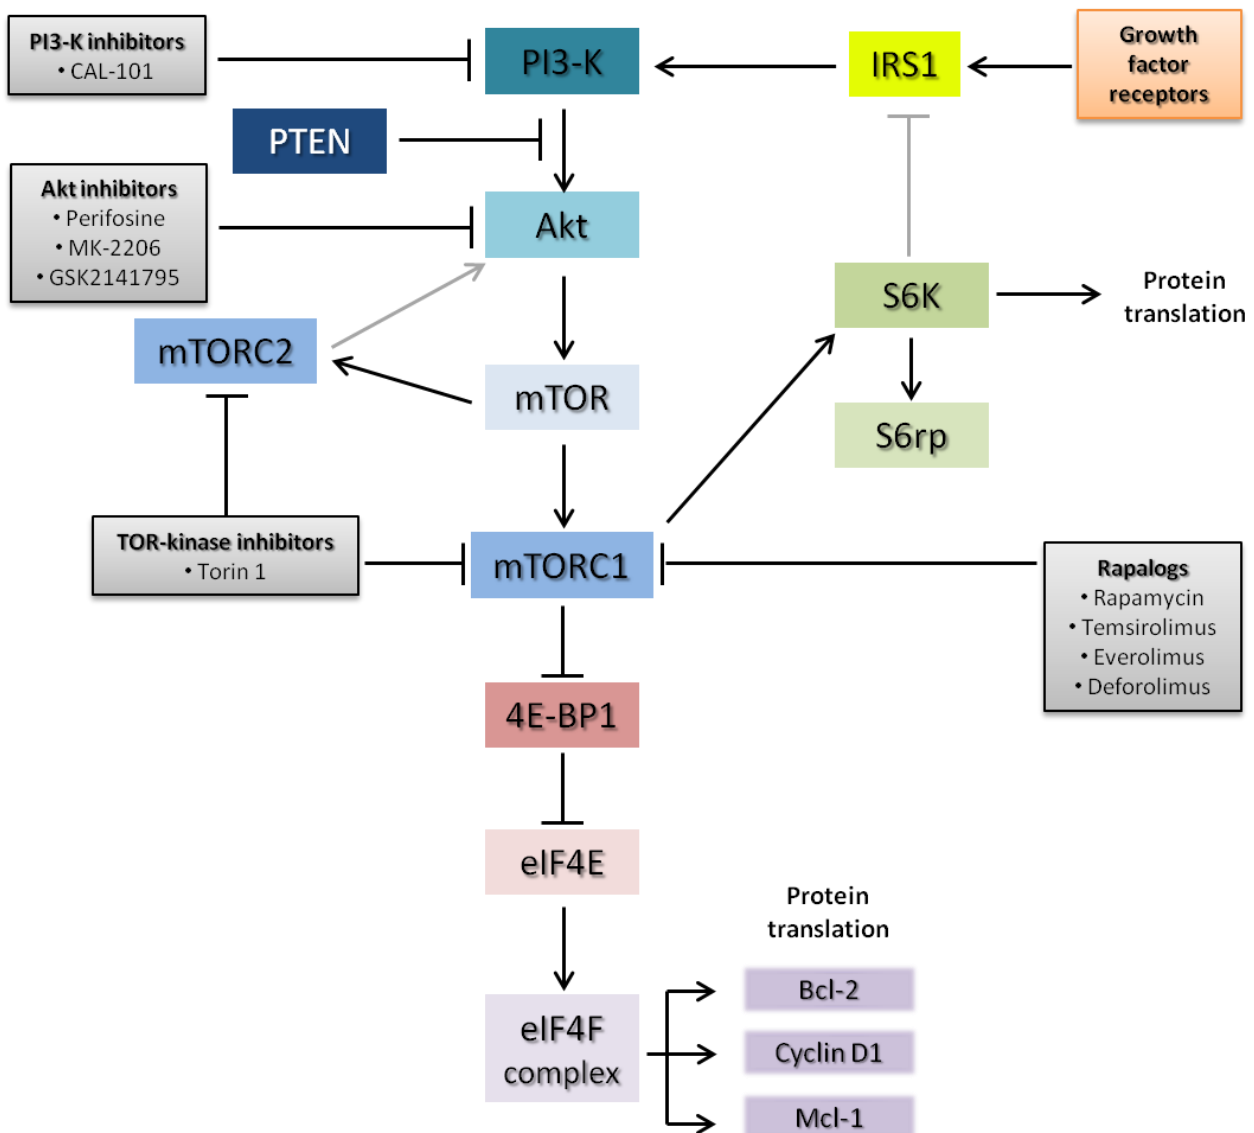 PI3-K inhibitors
• CAL-101
PI3-K
IRS1
Growth
factor
receptors
PTEN
Akt inhibitors
• Perifosine
• MK-2206
• GSK2141795
Akt
S6K
Protein
translation
mTORC2
mTOR
S6rp
TOR-kinase inhibitors
• Torin 1
mTORC1
Rapalogs
• Rapamycin
• Temsirolimus
• Everolimus
• Deforolimus
4E-BP1
eIF4E
Protein
translation
eIF4F
complex
Bcl-2
Cyclin D1
Mcl-1